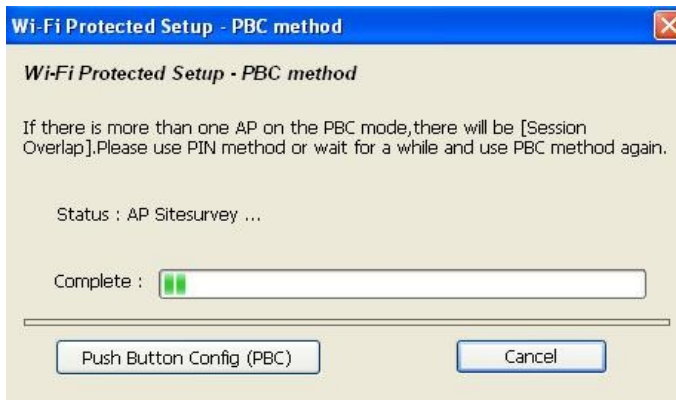 Wi-Fi Protected Setup - PBC method
Wi-Fi Protected Setup - PBC method
If there is more than one AP on the PBC mode,there will be [Session
Overlap].Please use PIN method or wait for a while and use PBC method again.
Status : AP Sitesurvey ...
Complete :
Push Button Config (PBC)
Cancel